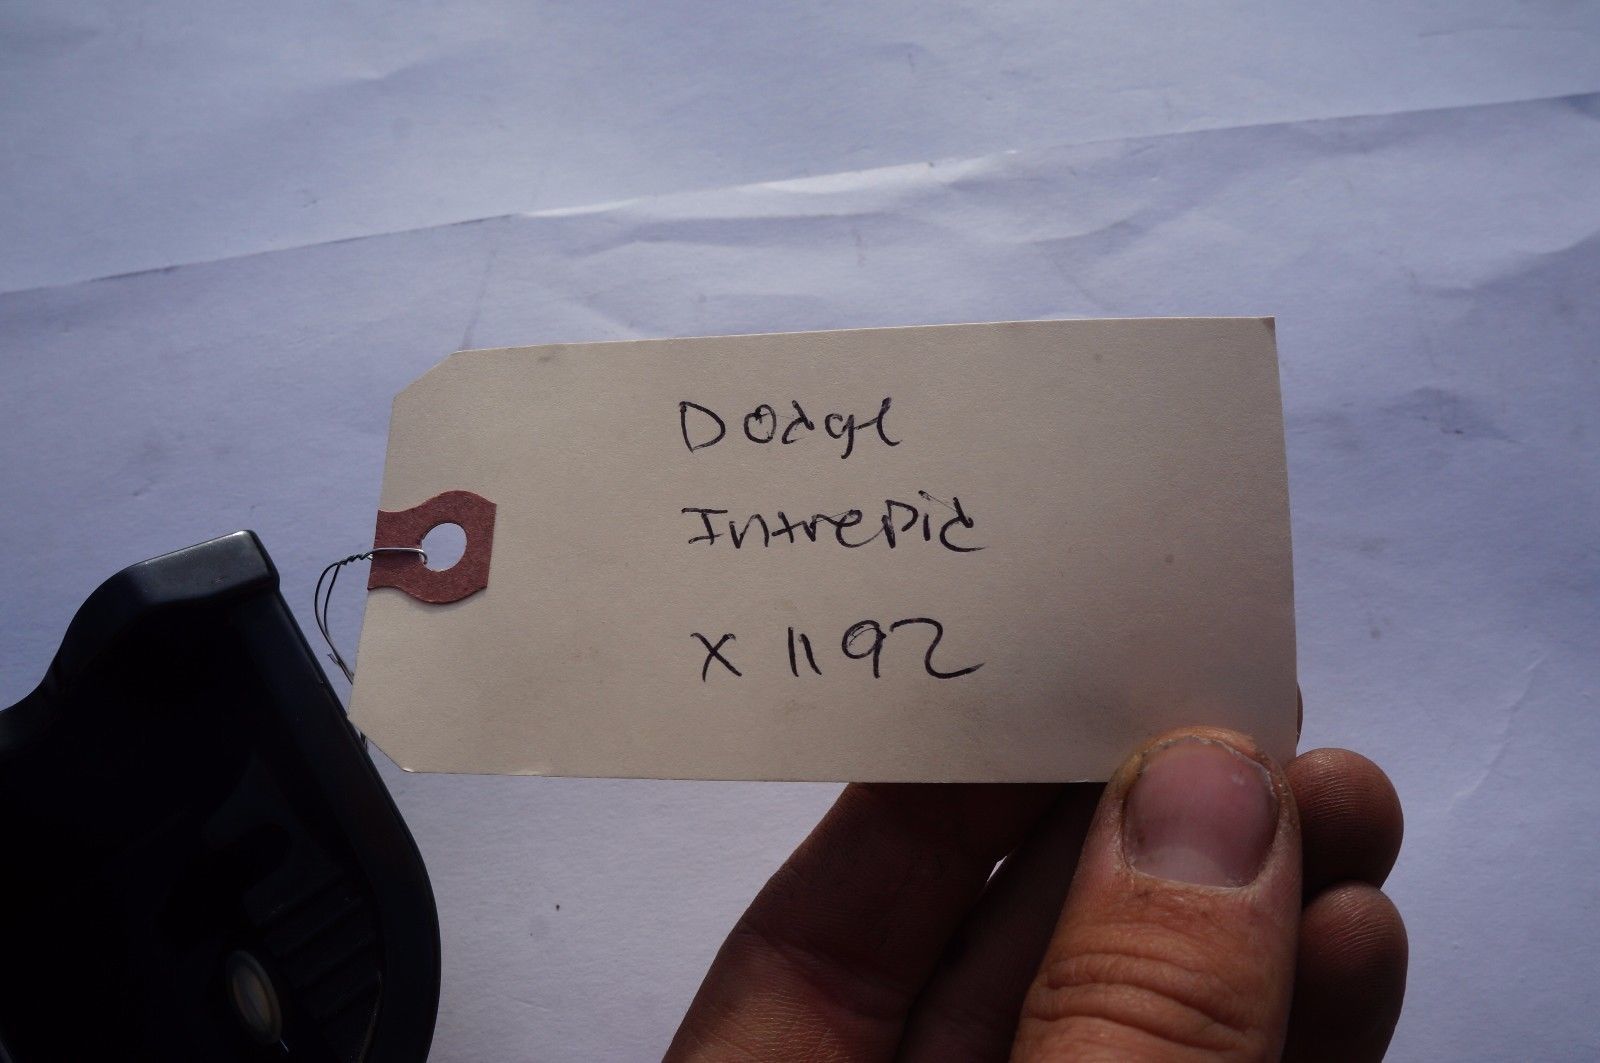 Dodge
Intrepid
X 1192